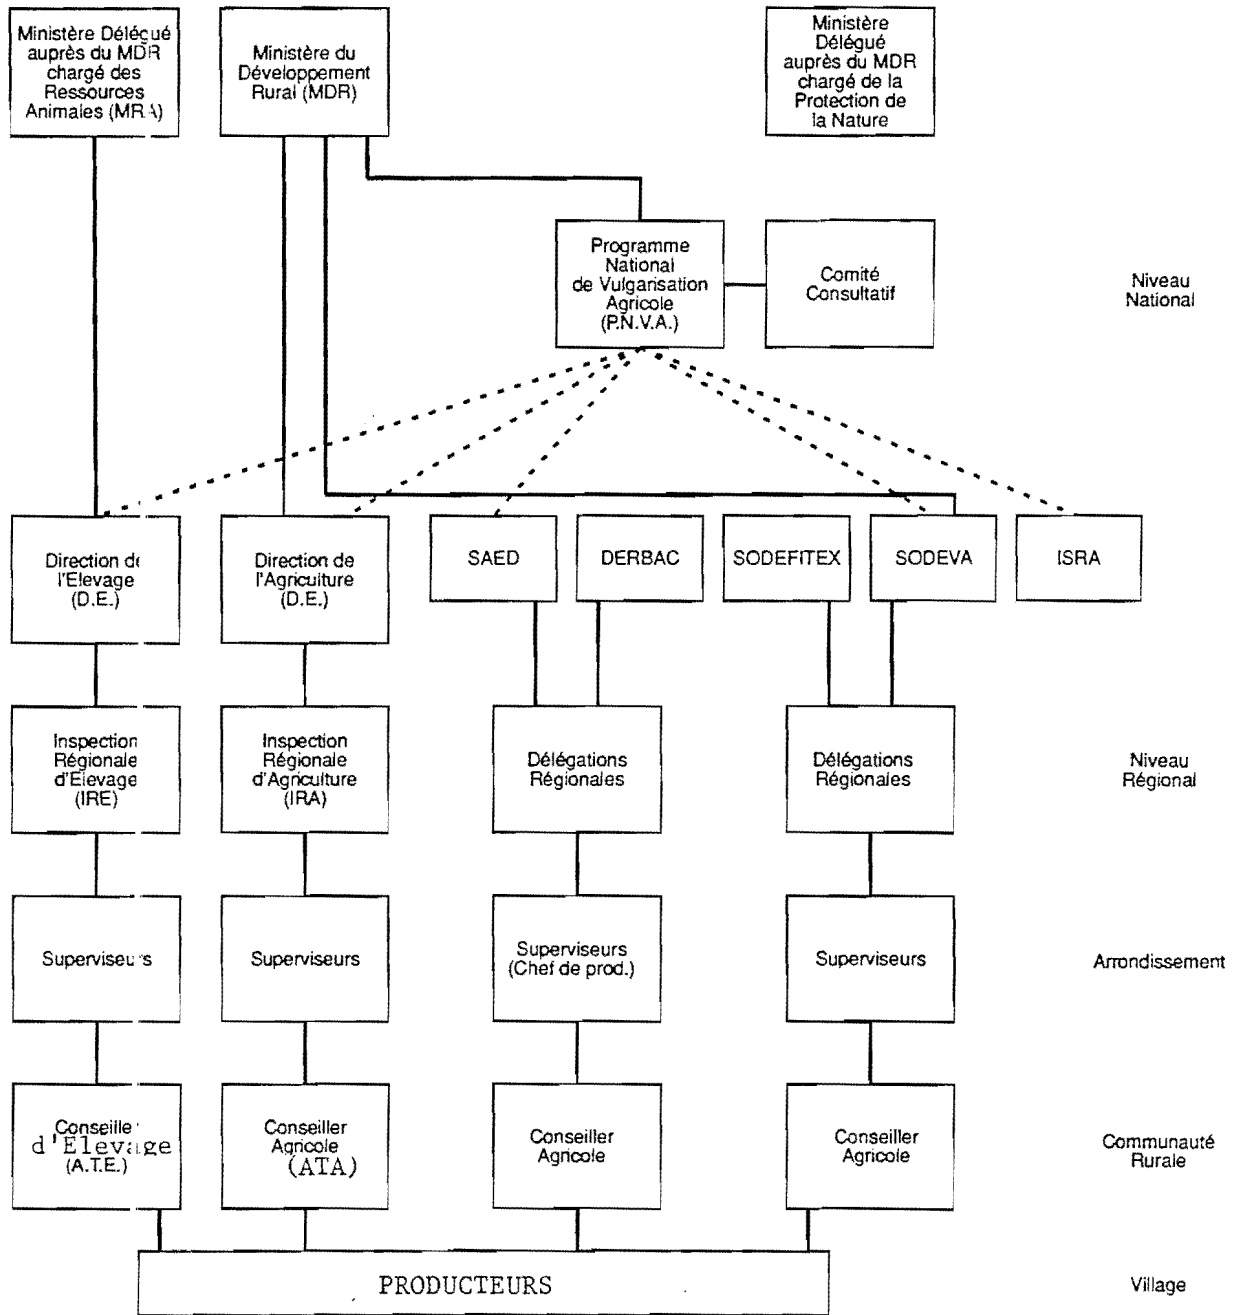 Ministère Délégué
auprès du MDR
chargé des
Ressources
Animales (MRA)
Ministère du
Développement
Rural (MDR)
Ministère
Délégué
auprès du MDR
chargé de la
Protection de
la Nature
Programme
National
de Vulgarisation
Agricole
(P.N.V.A.)
Comité
Consultatif
Niveau
National
Direction de
l'Elevage
(D.E.)
Direction de
l'Agriculture
(D.E.)
SAED
DERBAC
SODEFITEX
SODEVA
ISRA
Inspection
Régionale
d'Elevage
(IRE)
Inspection
Régionale
d'Agriculture
(IRA)
Délégations
Régionales
Délégations
Régionales
Niveau
Régional
Superviseurs
Superviseurs
Superviseurs
(Chef de prod.)
Superviseurs
Arrondissement
Conseiller
d'Elevage
(A.T.E.)
Conseiller
Agricole
(ATA)
Conseiller
Agricole
Conseiller
Agricole
Communauté
Rurale
PRODUCTEURS
Village